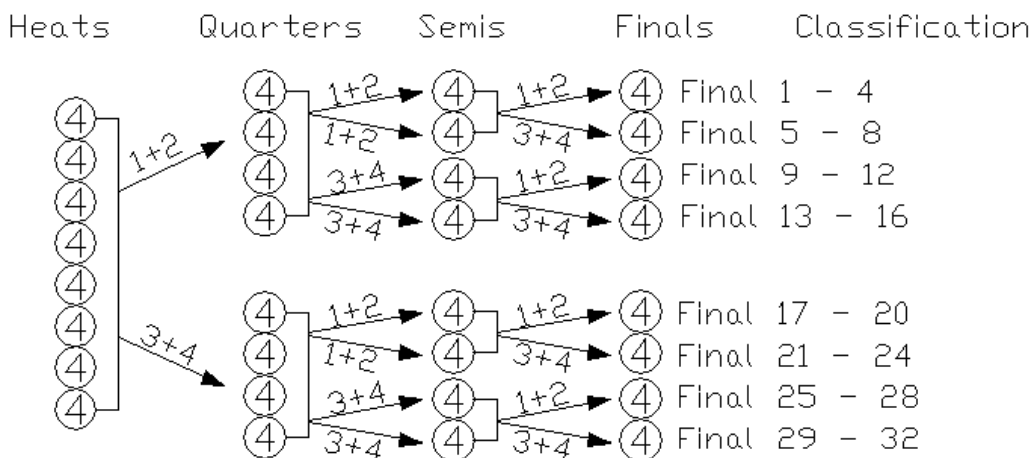 Heats Quarters Semis Finals Classification
4 1+2 4 1+2 4 Final 1 - 4
4
4 1+2 4 3+4 4 Final 5 - 8
4 1+2
4 3+4 4 1+2 4 Final 9 - 12
4
4 3+4 4 3+4 4 Final 13 - 16
4
4
4 1+2 4 1+2 4 Final 17 - 20
4
4 3+4
4 1+2 4 3+4 4 Final 21 - 24
4
4 3+4 4 1+2 4 Final 25 - 28
4
4 3+4 4 3+4 4 Final 29 - 32